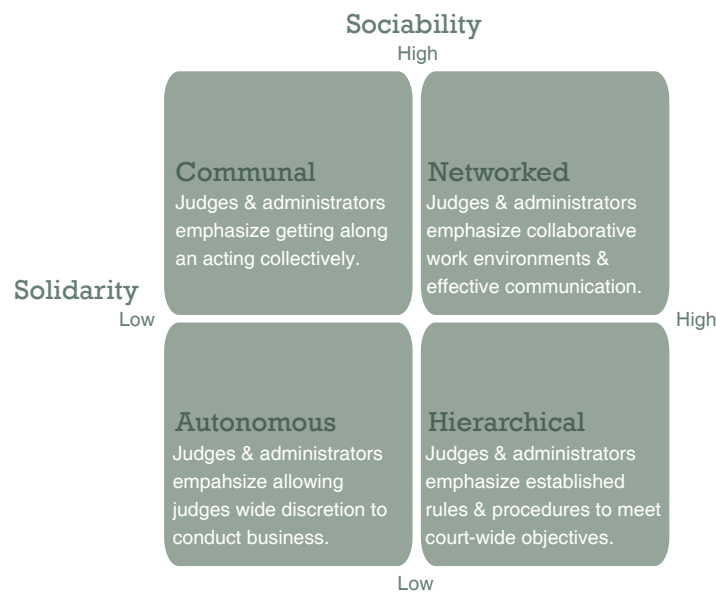 Sociability
High
Communal
Judges & administrators
emphasize getting along
an acting collectively.
Networked
Judges & administrators
emphasize collaborative
work environments &
effective communication.
Solidarity
Low
High
Autonomous
Judges & administrators
empahsize allowing
judges wide discretion to
conduct business.
Hierarchical
Judges & administrators
emphasize established
rules & procedures to meet
court-wide objectives.
Low